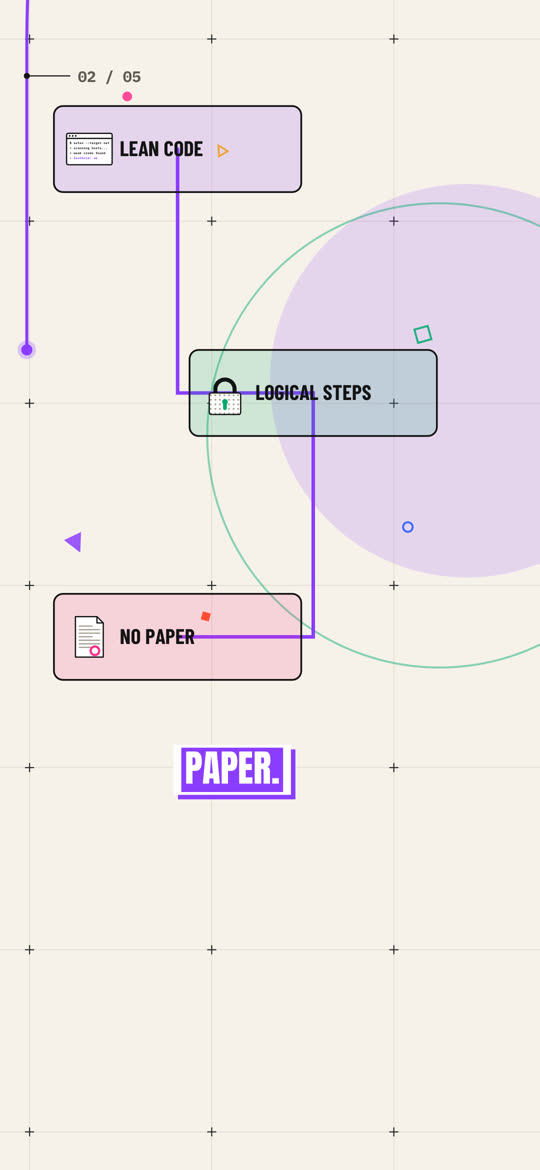 02 / 05
LEAN CODE
LOGICAL STEPS
NO PAPER
PAPER.